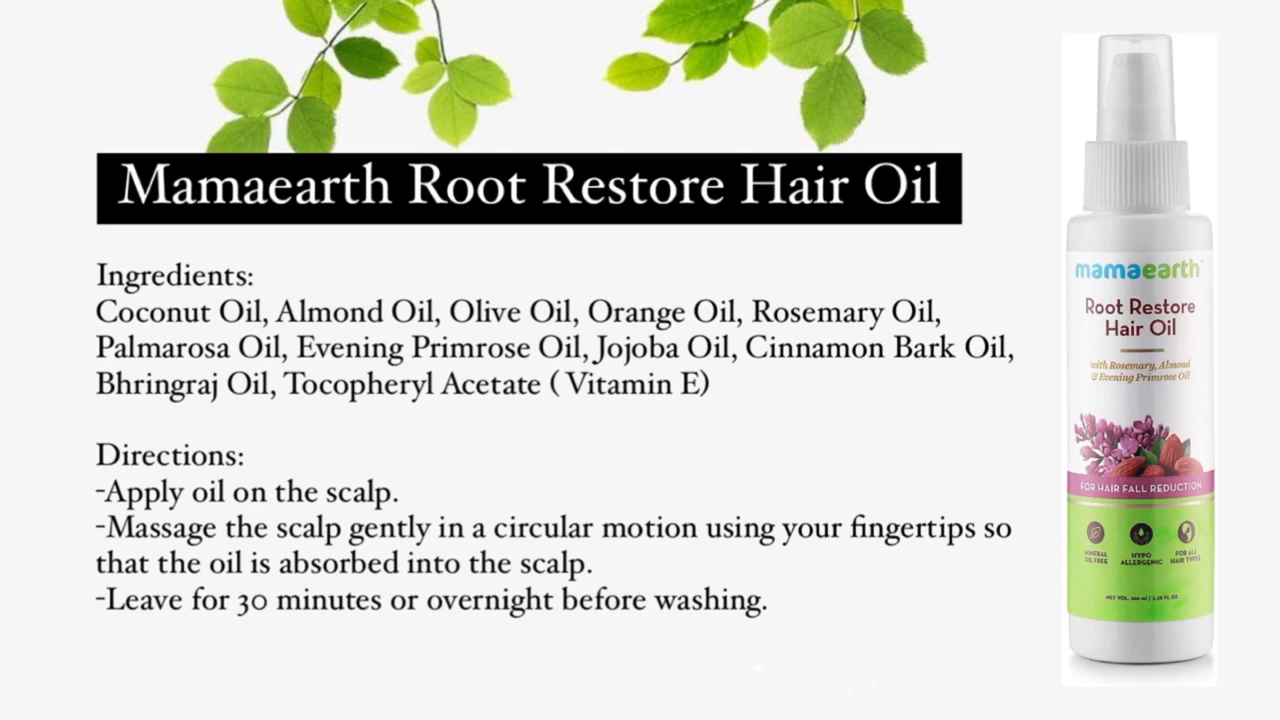 Mamaearth Root Restore Hair Oil
Ingredients:
Coconut Oil, Almond Oil, Olive Oil, Orange Oil, Rosemary Oil,
Palmarosa Oil, Evening Primrose Oil, Jojoba Oil, Cinnamon Bark Oil,
Bhringraj Oil, Tocopheryl Acetate ( Vitamin E)
Directions:
-Apply oil on the scalp.
-Massage the scalp gently in a circular motion using your fingertips so
that the oil is absorbed into the scalp.
-Leave for 30 minutes or overnight before washing.
mamaearth
Root Restore
Hair Oil
with Rosemary, Almond
& Evening Primrose Oil
FOR HAIR FALL REDUCTION
MINERAL
OIL FREE
HYPO
ALLERGENIC
FOR ALL
HAIR TYPES
NET VOL. 100 ml /